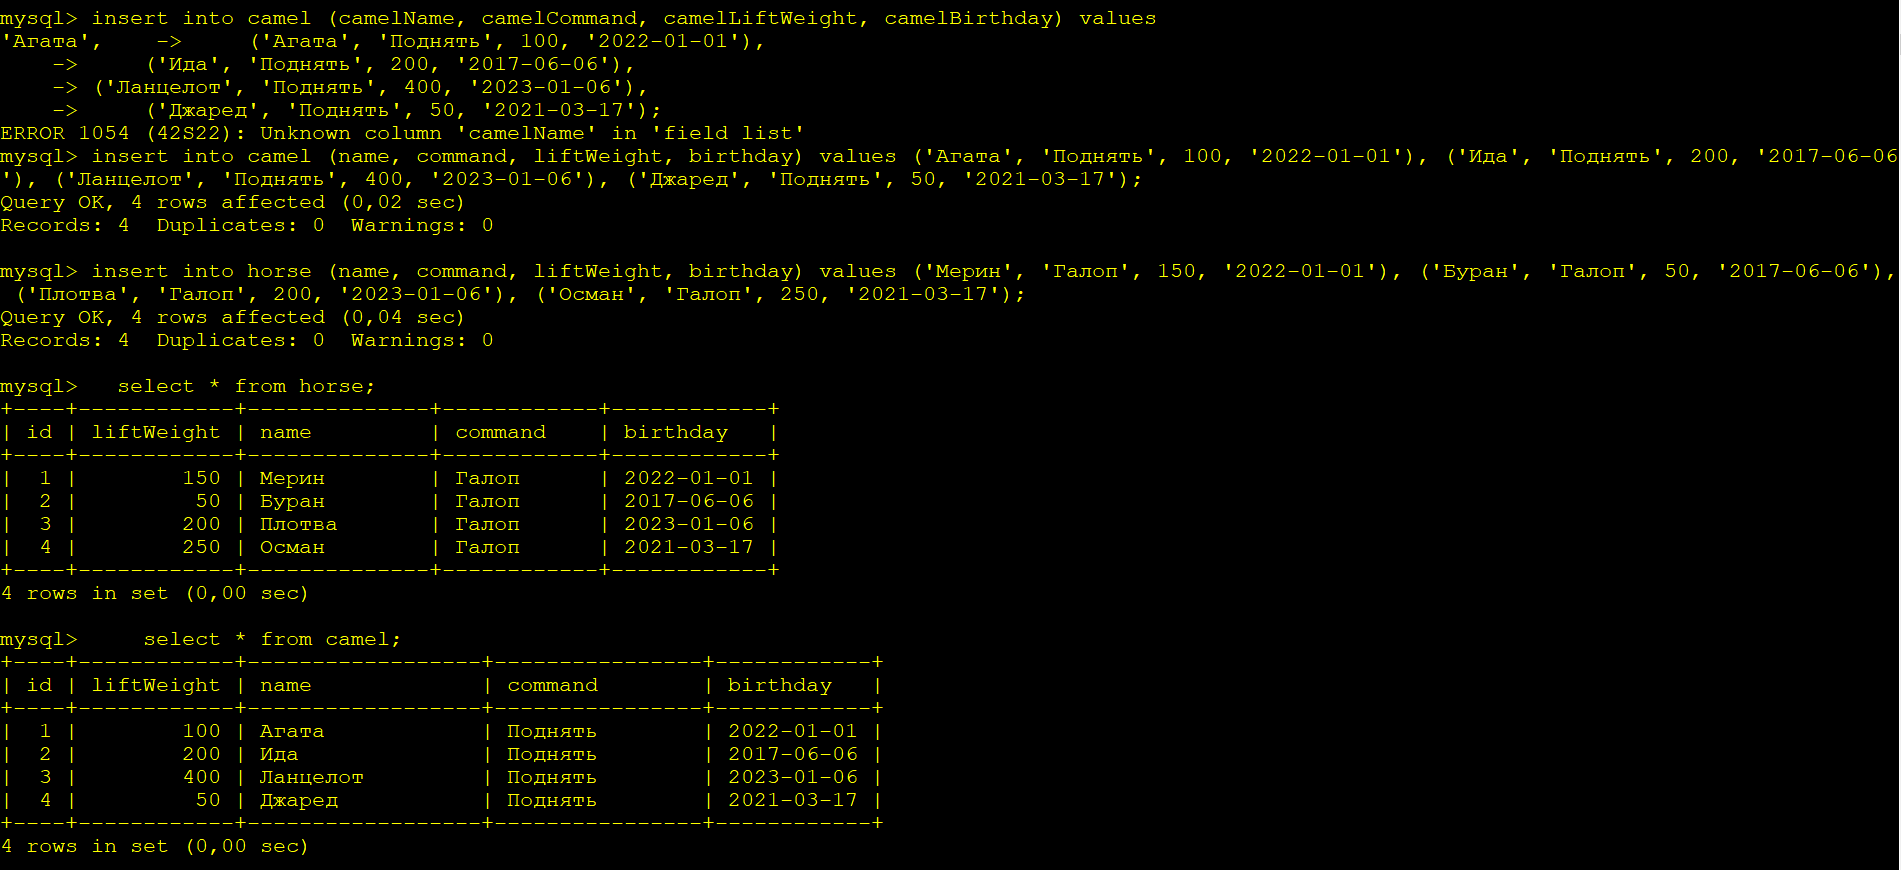 mysql> insert into camel (camelName, camelCommand, camelLiftWeight, camelBirthday) values
'Агата',    ->     ('Агата', 'Поднять', 100, '2022-01-01'),
    ->     ('Ида', 'Поднять', 200, '2017-06-06'),
    -> ('Ланцелот', 'Поднять', 400, '2023-01-06'),
    ->     ('Джаред', 'Поднять', 50, '2021-03-17');
ERROR 1054 (42S22): Unknown column 'camelName' in 'field list'
mysql> insert into camel (name, command, liftWeight, birthday) values ('Агата', 'Поднять', 100, '2022-01-01'), ('Ида', 'Поднять', 200, '2017-06-06
'), ('Ланцелот', 'Поднять', 400, '2023-01-06'), ('Джаред', 'Поднять', 50, '2021-03-17');
Query OK, 4 rows affected (0,02 sec)
Records: 4  Duplicates: 0  Warnings: 0

mysql> insert into horse (name, command, liftWeight, birthday) values ('Мерин', 'Галоп', 150, '2022-01-01'), ('Буран', 'Галоп', 50, '2017-06-06'),
 ('Плотва', 'Галоп', 200, '2023-01-06'), ('Осман', 'Галоп', 250, '2021-03-17');
Query OK, 4 rows affected (0,04 sec)
Records: 4  Duplicates: 0  Warnings: 0

mysql>   select * from horse;
+----+------------+--------------+------------+------------+
| id | liftWeight | name         | command    | birthday   |
+----+------------+--------------+------------+------------+
|  1 |        150 | Мерин        | Галоп      | 2022-01-01 |
|  2 |         50 | Буран        | Галоп      | 2017-06-06 |
|  3 |        200 | Плотва       | Галоп      | 2023-01-06 |
|  4 |        250 | Осман        | Галоп      | 2021-03-17 |
+----+------------+--------------+------------+------------+
4 rows in set (0,00 sec)

mysql>     select * from camel;
+----+------------+------------------+----------------+------------+
| id | liftWeight | name             | command        | birthday   |
+----+------------+------------------+----------------+------------+
|  1 |        100 | Агата            | Поднять        | 2022-01-01 |
|  2 |        200 | Ида              | Поднять        | 2017-06-06 |
|  3 |        400 | Ланцелот         | Поднять        | 2023-01-06 |
|  4 |         50 | Джаред           | Поднять        | 2021-03-17 |
+----+------------+------------------+----------------+------------+
4 rows in set (0,00 sec)